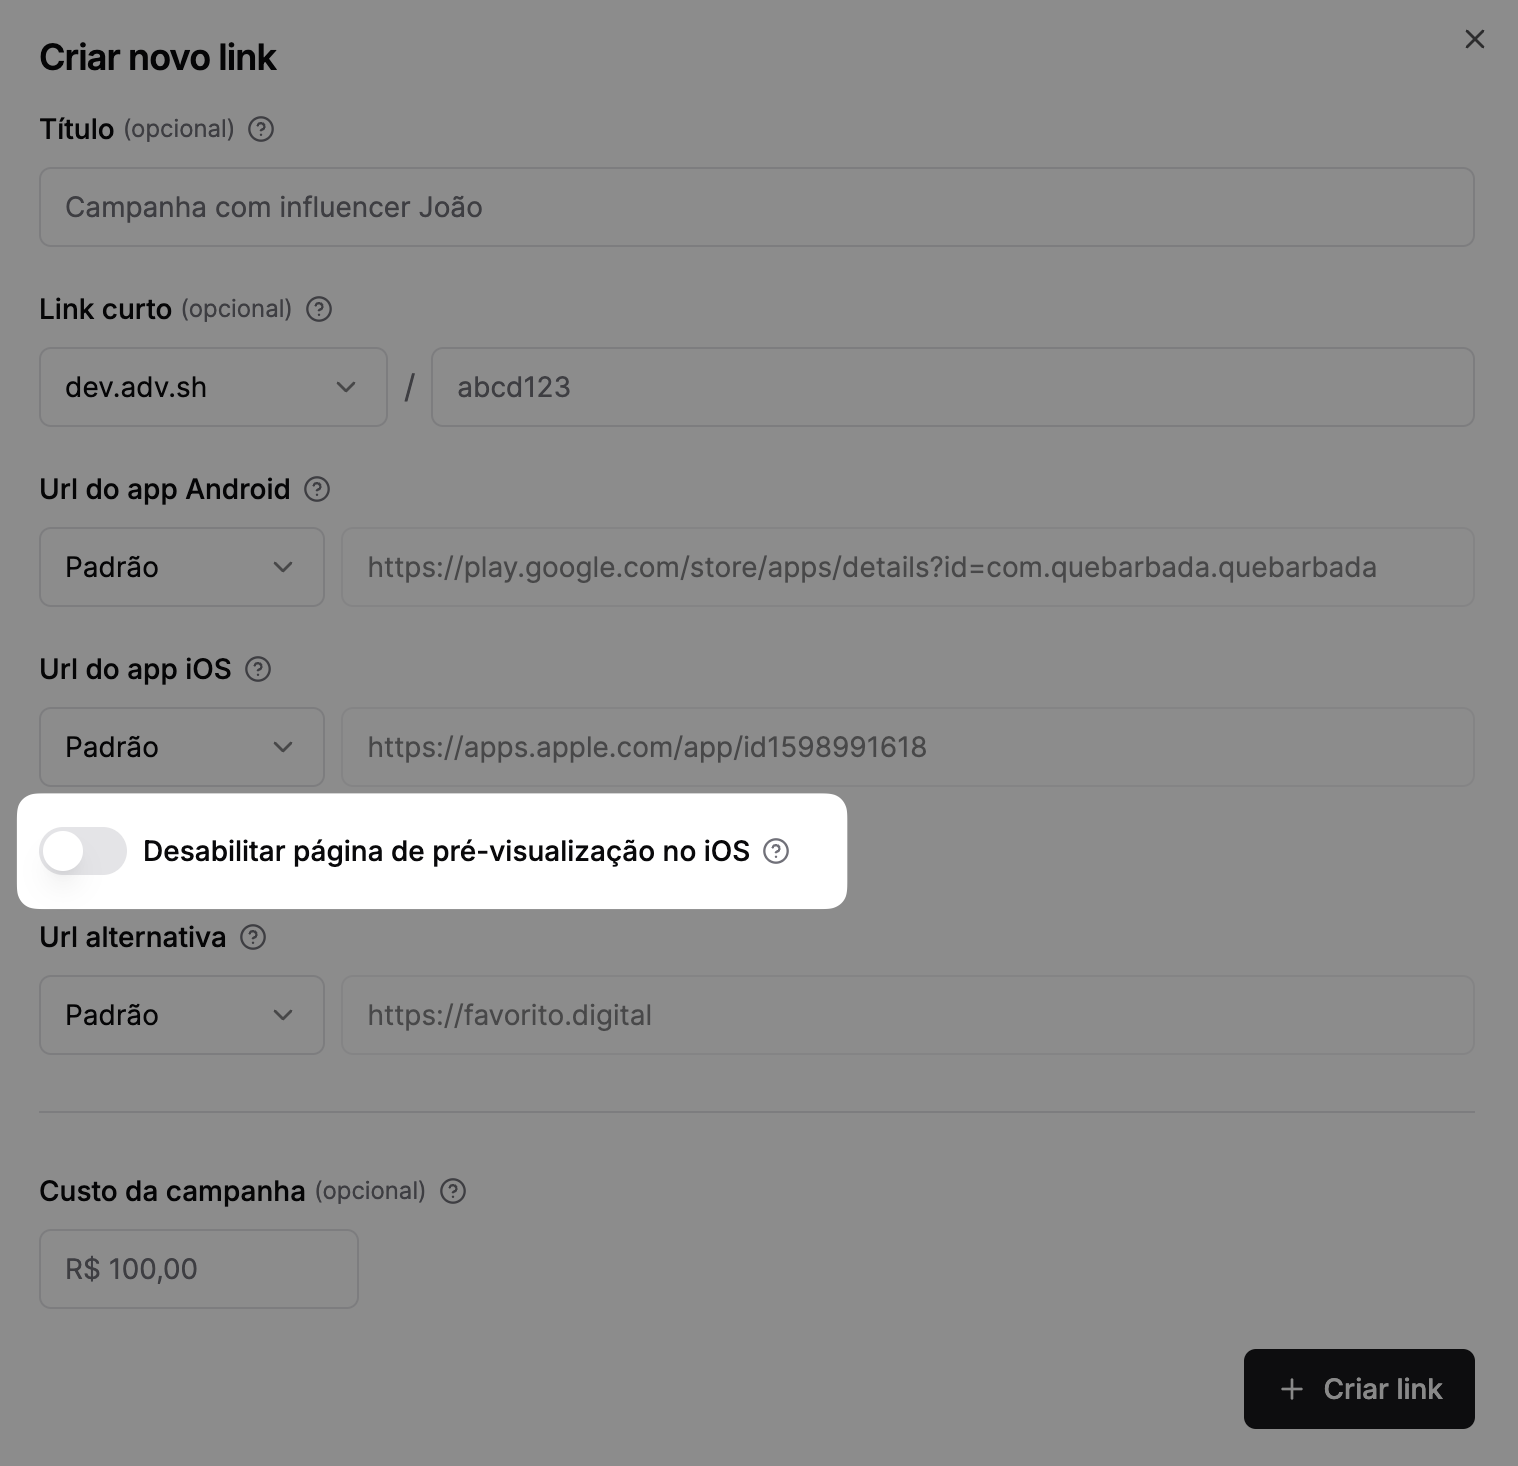 Criar novo link
Título (opcional)
Campanha com influencer João
Link curto (opcional)
dev.adv.sh / abcd123
Url do app Android
Padrão https://play.google.com/store/apps/details?id=com.quebarbada.quebarbada
Url do app iOS
Padrão https://apps.apple.com/app/id1598991618
Desabilitar página de pré-visualização no iOS
Url alternativa
Padrão https://favorito.digital
Custo da campanha (opcional)
R$ 100,00
+ Criar link